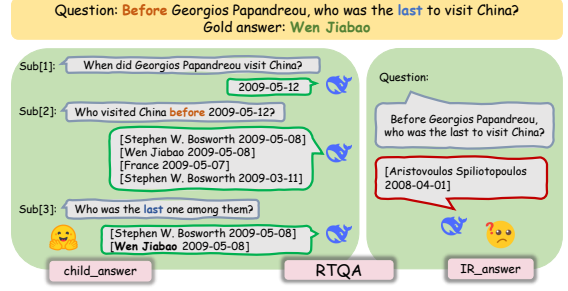 Question: Before Georgios Papandreou, who was the last to visit China?
Gold answer: Wen Jiabao
Sub[1]:
When did Georgios Papandreou visit China?
2009-05-12
Sub[2]:
Who visited China before 2009-05-12?
[Stephen W. Bosworth 2009-05-08]
[Wen Jiabao 2009-05-08]
[France 2009-05-07]
[Stephen W. Bosworth 2009-03-11]
Sub[3]:
Who was the last one among them?
[Stephen W. Bosworth 2009-05-08]
[Wen Jiabao 2009-05-08]
child_answer
RTQA
Question:
Before Georgios Papandreou,
who was the last to visit China?
[Aristovoulos Spiliotopoulos
2008-04-01]
IR_answer